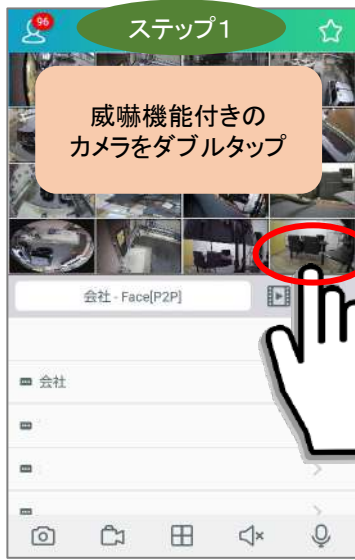 96
ステップ1
威嚇機能付きの
カメラをダブルタップ
会社 - Face[P2P]
会社